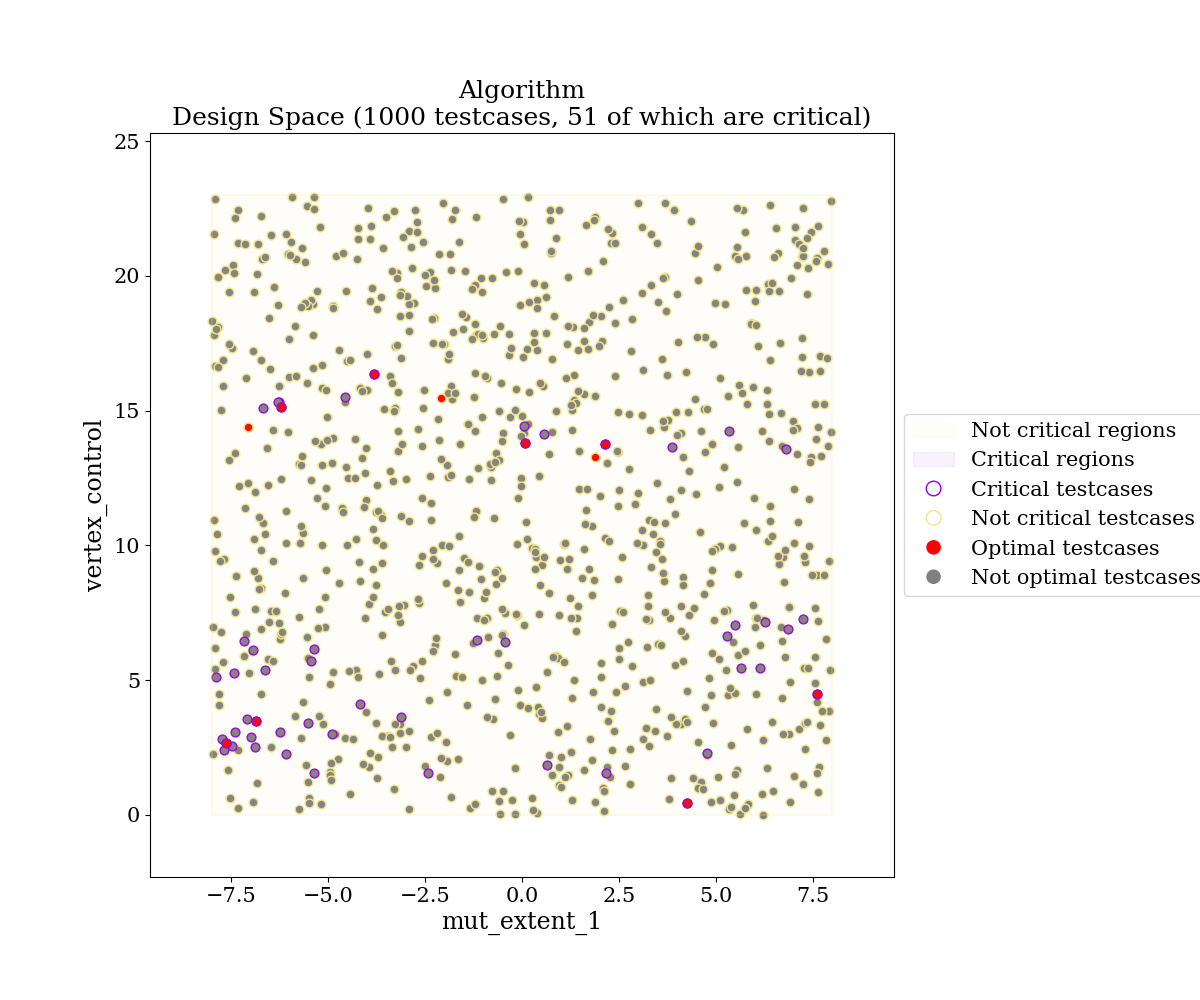 Algorithm
Design Space (1000 testcases, 51 of which are critical)
25
20
15
10
5
0
vertex_control
−7.5
−5.0
−2.5
0.0
2.5
5.0
7.5
mut_extent_1
Not critical regions
Critical regions
Critical testcases
Not critical testcases
Optimal testcases
Not optimal testcases